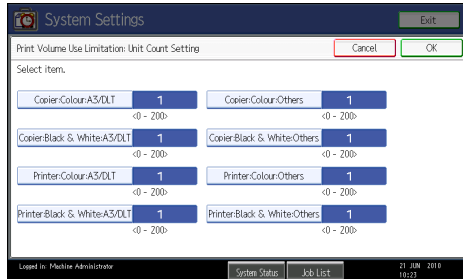 System Settings
Exit
Print Volume Use Limitation: Unit Count Setting
Cancel
OK
Select item.
Copier:Colour:A3/DLT 1
Copier:Colour:Others 1
<0 - 200>
<0 - 200>
Copier:Black & White:A3/DLT 1
Copier:Black & White:Others 1
<0 - 200>
<0 - 200>
Printer:Colour:A3/DLT 1
Printer:Colour:Others 1
<0 - 200>
<0 - 200>
Printer:Black & White:A3/DLT 1
Printer:Black & White:Others 1
<0 - 200>
<0 - 200>
Logged in: Machine Administrator
System Status
Job List
21 JUN 2010
10:23